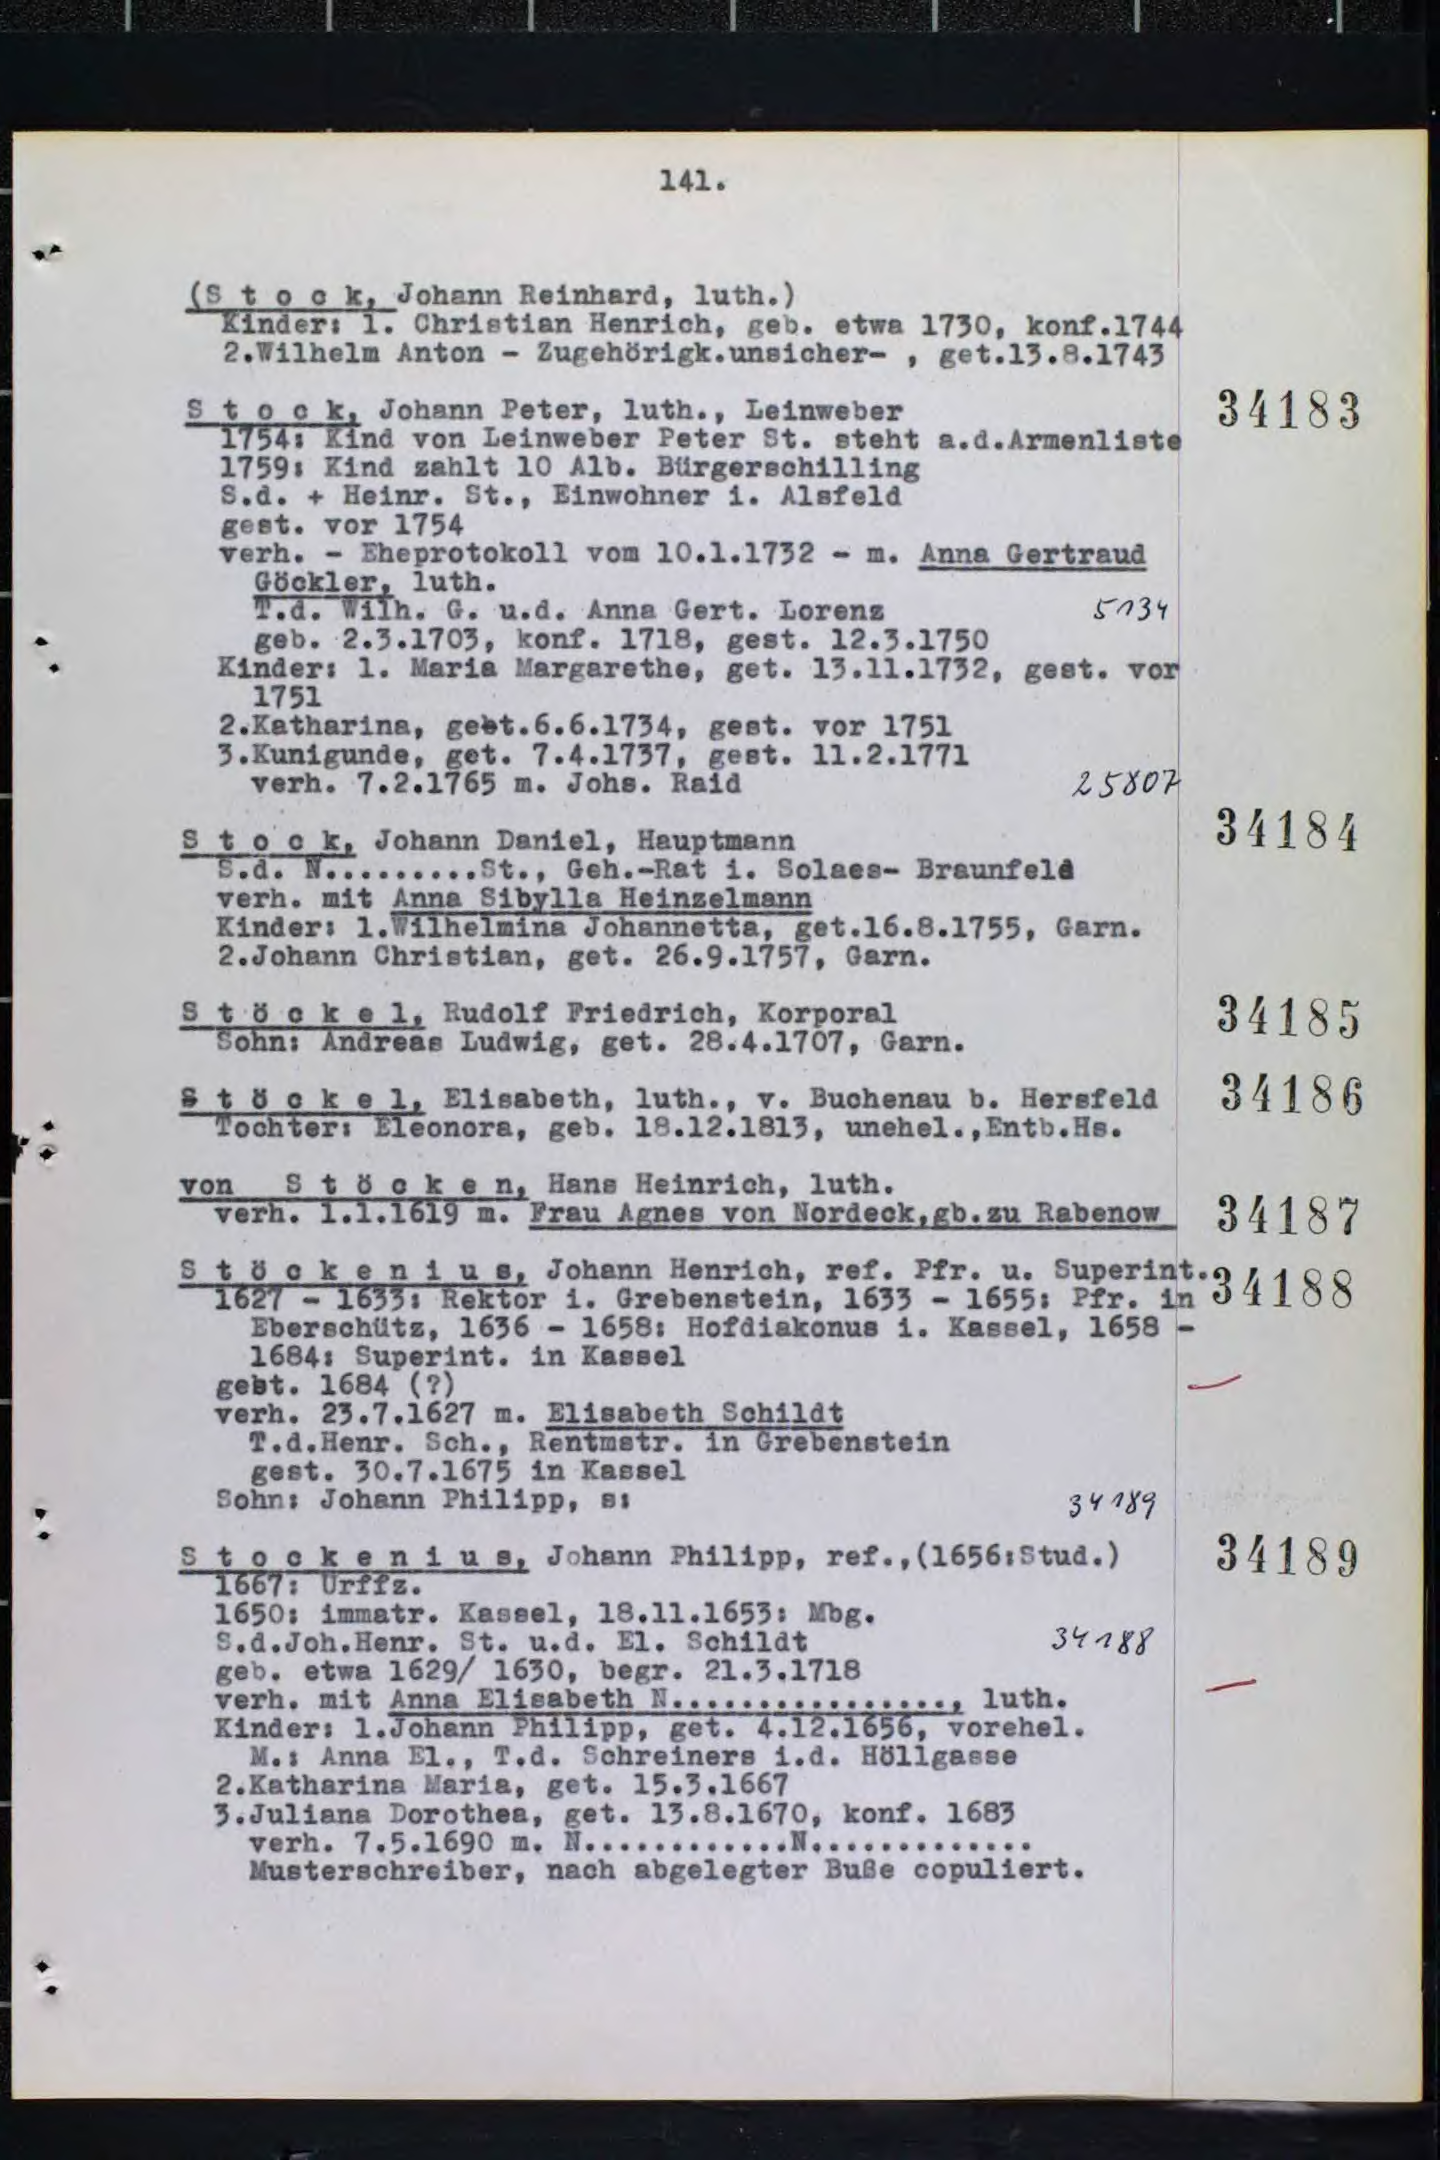 141.
(S t o c k, Johann Reinhard, luth.)
Kinder: 1. Christian Henrich, geb. etwa 1730, konf.1744
2.Wilhelm Anton - Zugehörigk.unsicher- , get.13.8.1743
S t o c k, Johann Peter, luth., Leinweber 34183
1754: Kind von Leinweber Peter St. steht a.d.Armenliste
1759: Kind zahlt 10 Alb. Bürgerschilling
S.d. + Heinr. St., Einwohner i. Alsfeld
gest. vor 1754
verh. - Eheprotokoll vom 10.1.1732 - m. Anna Gertraud
Göckler, luth.
T.d. Wilh. G. u.d. Anna Gert. Lorenz 5134
geb. 2.3.1703, konf. 1718, gest. 12.3.1750
Kinder: 1. Maria Margarethe, get. 13.11.1732, gest. vor
1751
2.Katharina, get.6.6.1734, gest. vor 1751
3.Kunigunde, get. 7.4.1737, gest. 11.2.1771
verh. 7.2.1765 m. Johs. Raid 25807
S t o c k, Johann Daniel, Hauptmann 34184
S.d. N..........St., Geh.-Rat i. Solaes- Braunfeld
verh. mit Anna Sibylla Heinzelmann
Kinder: 1.Wilhelmina Johannetta, get.16.8.1755, Garn.
2.Johann Christian, get. 26.9.1757, Garn.
S t ö c k e l, Rudolf Friedrich, Korporal 34185
Sohn: Andreas Ludwig, get. 28.4.1707, Garn.
S t ö c k e l, Elisabeth, luth., v. Buchenau b. Hersfeld 34186
Tochter: Eleonora, geb. 18.12.1813, unehel.,Entb.Hs.
von S t ö c k e n, Hans Heinrich, luth.
verh. 1.1.1619 m. Frau Agnes von Nordeck,gb.zu Rabenow 34187
S t ö c k e n i u s, Johann Henrich, ref. Pfr. u. Superint. 34188
1627 - 1633: Rektor i. Grebenstein, 1633 - 1655: Pfr. in
Eberschütz, 1636 - 1658: Hofdiakonus i. Kassel, 1658 -
1684: Superint. in Kassel
gest. 1684 (?)
verh. 23.7.1627 m. Elisabeth Schildt
T.d.Henr. Sch., Rentmstr. in Grebenstein
gest. 30.7.1675 in Kassel
Sohn: Johann Philipp, s: 34189
S t o c k e n i u s, Johann Philipp, ref.,(1656:Stud.) 34189
1667: Urffz.
1650: immatr. Kassel, 18.11.1653: Mbg.
S.d.Joh.Henr. St. u.d. El. Schildt 34188
geb. etwa 1629/ 1630, begr. 21.3.1718
verh. mit Anna Elisabeth N................., luth.
Kinder: 1.Johann Philipp, get. 4.12.1656, vorehel.
M.: Anna El., T.d. Schreiners i.d. Höllgasse
2.Katharina Maria, get. 15.3.1667
3.Juliana Dorothea, get. 13.8.1670, konf. 1683
verh. 7.5.1690 m. N............N.............
Musterschreiber, nach abgelegter Buße copuliert.